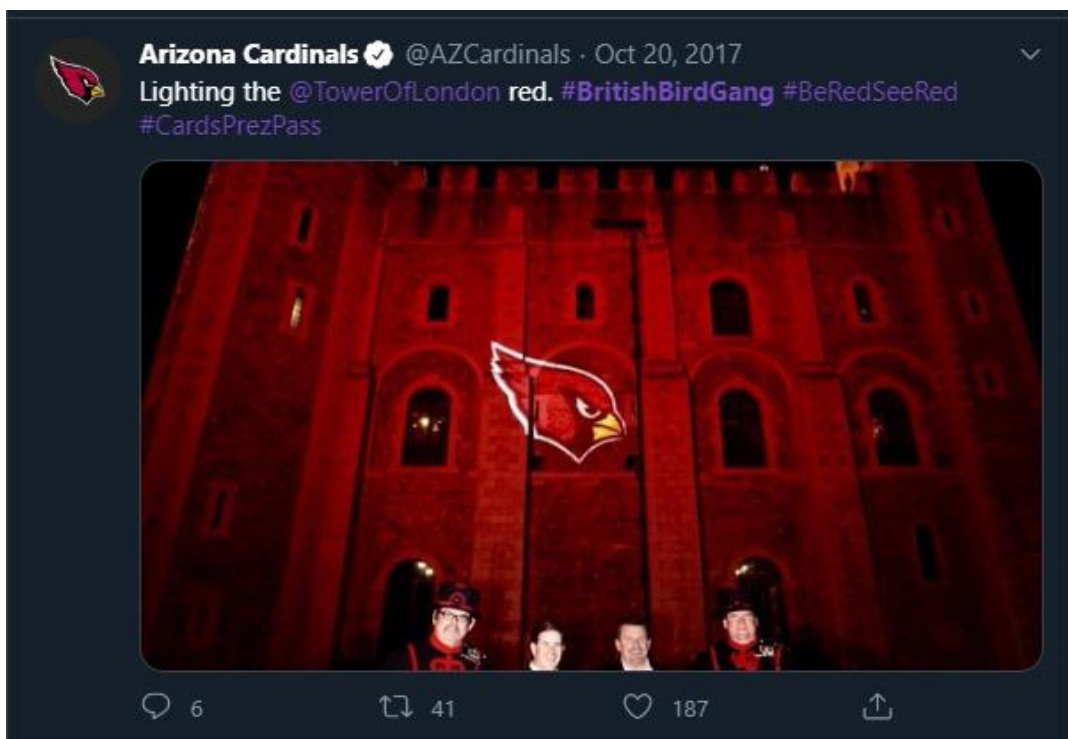 Arizona Cardinals @AZCardinals · Oct 20, 2017
Lighting the @TowerOfLondon red. #BritishBirdGang #BeRedSeeRed
#CardsPrezPass
6 41 187